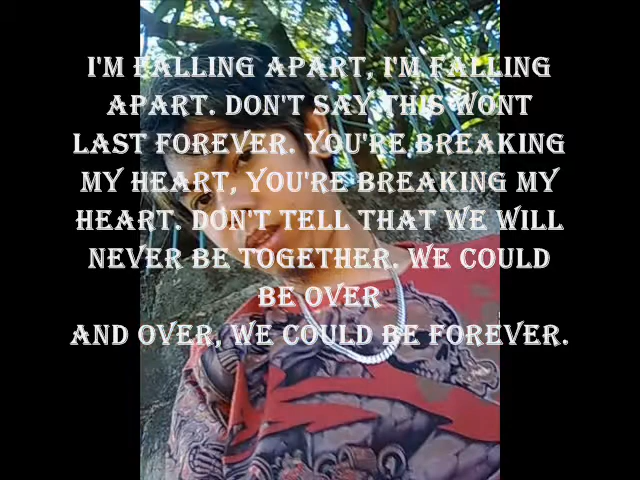 I'M FALLING APART, I'M FALLING
APART. DON'T SAY THIS WONT
LAST FOREVER. YOU'RE BREAKING
MY HEART, YOU'RE BREAKING MY
HEART. DON'T TELL THAT WE WILL
NEVER BE TOGETHER. WE COULD
BE OVER
AND OVER, WE COULD BE FOREVER.